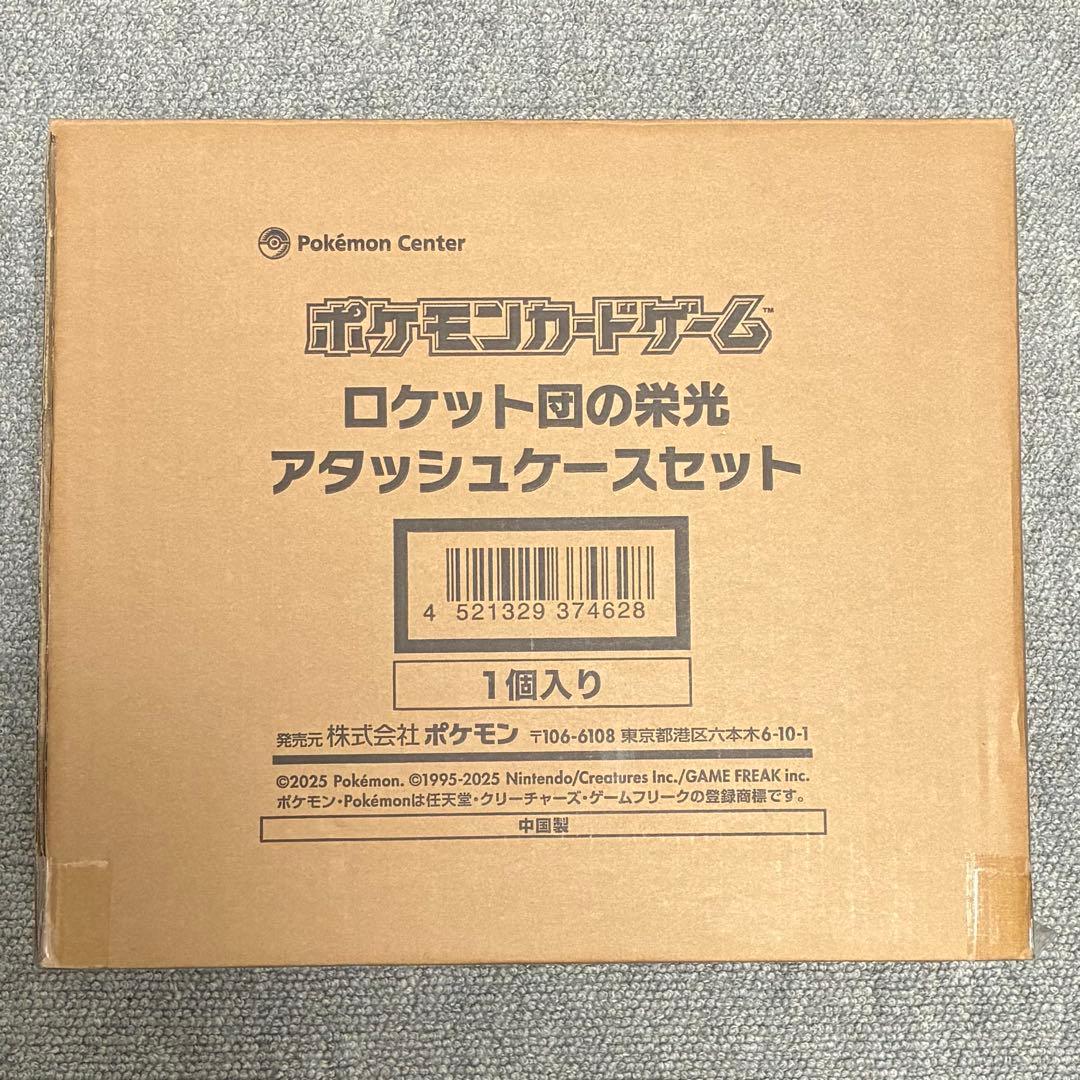 Pokémon Center
ポケモンカードゲーム™
ロケット団の栄光
アタッシュケースセット
4 521329 374628
1個入り
発売元 株式会社 ポケモン 〒106-6108 東京都港区六本木6-10-1
©2025 Pokémon. ©1995-2025 Nintendo/Creatures Inc./GAME FREAK inc.
ポケモン・Pokémonは任天堂・クリーチャーズ・ゲームフリークの登録商標です。
中国製